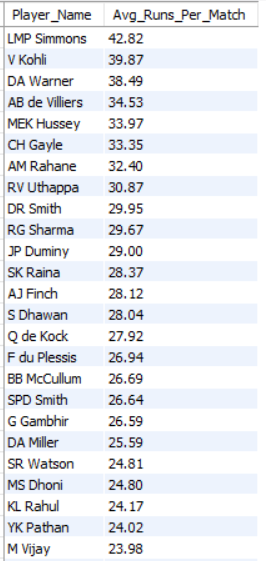 Player_Name Avg_Runs_Per_Match
LMP Simmons 42.82
V Kohli 39.87
DA Warner 38.49
AB de Villiers 34.53
MEK Hussey 33.97
CH Gayle 33.35
AM Rahane 32.40
RV Uthappa 30.87
DR Smith 29.95
RG Sharma 29.67
JP Duminy 29.00
SK Raina 28.37
AJ Finch 28.12
S Dhawan 28.04
Q de Kock 27.92
F du Plessis 26.94
BB McCullum 26.69
SPD Smith 26.64
G Gambhir 26.59
DA Miller 25.59
SR Watson 24.81
MS Dhoni 24.80
KL Rahul 24.17
YK Pathan 24.02
M Vijay 23.98